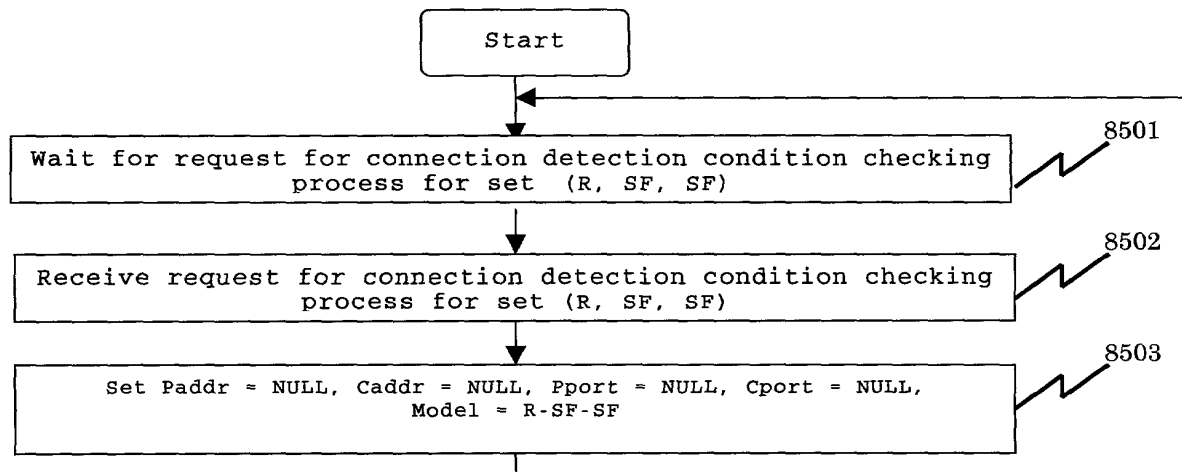 Start
Wait for request for connection detection condition checking
process for set (R, SF, SF)
8501
Receive request for connection detection condition checking
process for set (R, SF, SF)
8502
Set Paddr = NULL, Caddr = NULL, Pport = NULL, Cport = NULL,
Model = R-SF-SF
8503